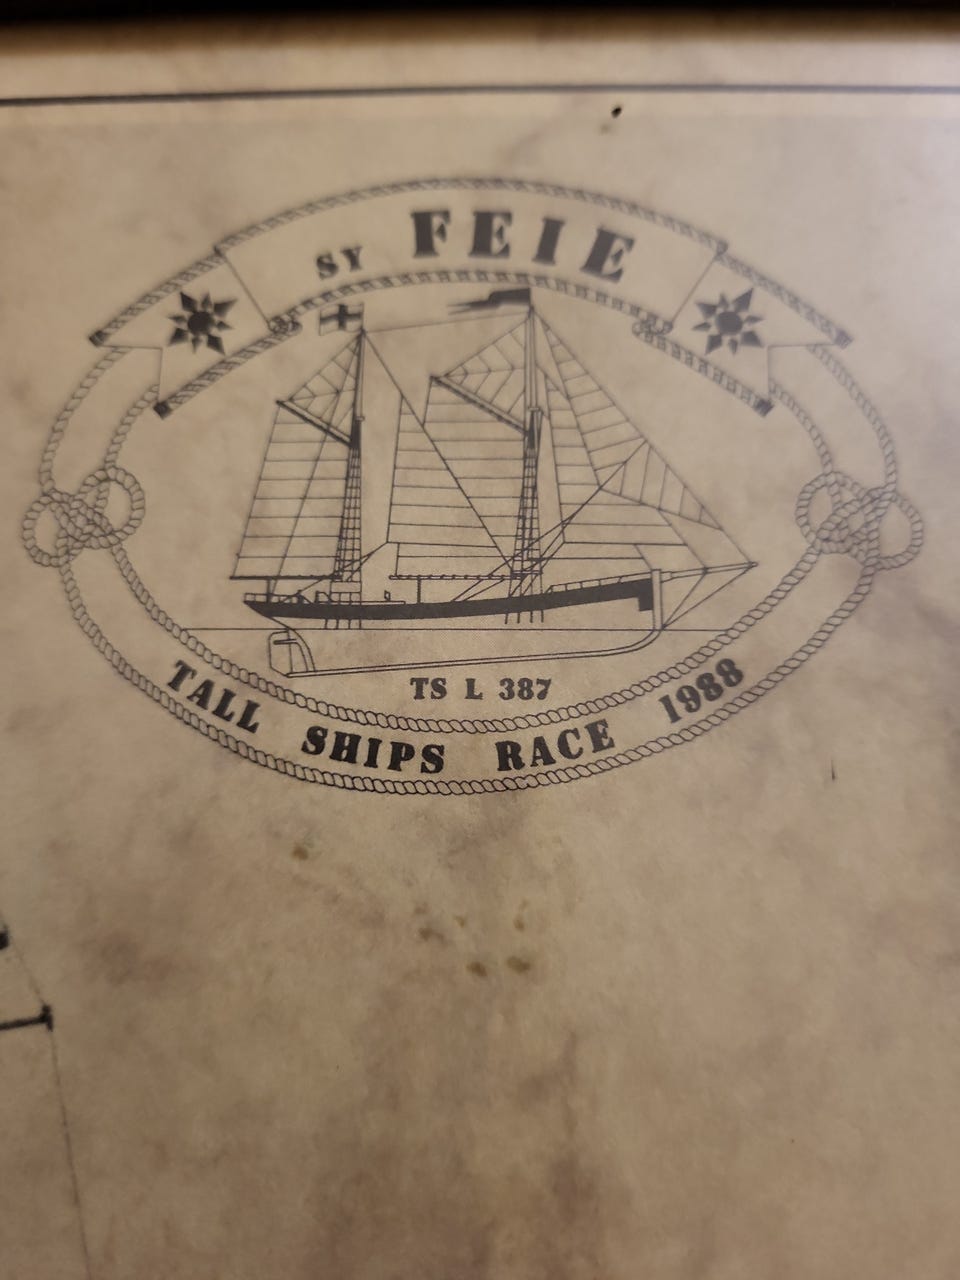 SY FEIE
TS L 387
TALL SHIPS RACE 1988